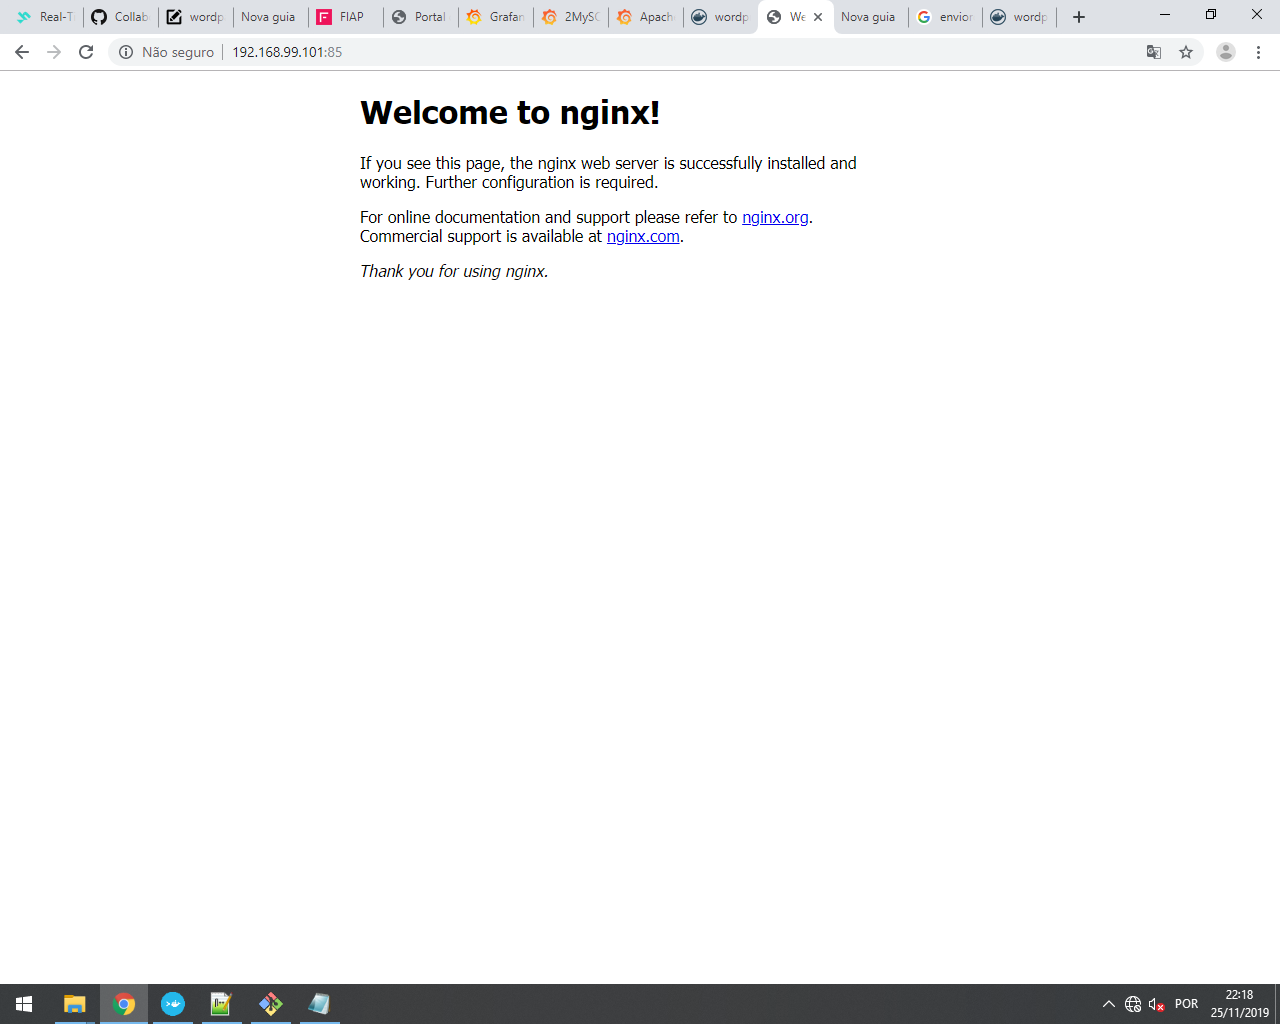 Real-T
Collab
wordp
Nova guia
FIAP
Portal
Grafan
2MySQ
Apach
wordp
We
Nova guia
envior
wordp
Não seguro
192.168.99.101:85
Welcome to nginx!
If you see this page, the nginx web server is successfully installed and
working. Further configuration is required.
For online documentation and support please refer to nginx.org.
Commercial support is available at nginx.com.
Thank you for using nginx.
POR
22:18
25/11/2019